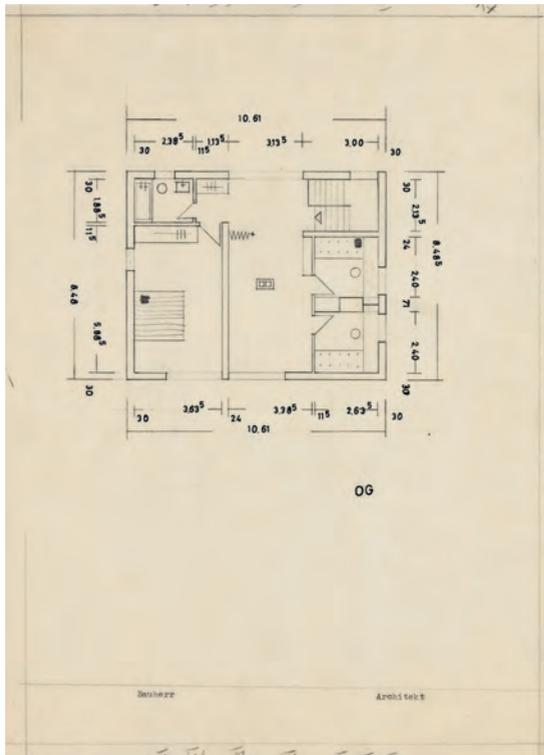 10.61
2.38⁵ 1.13⁵ 3.13⁵ 3.00
30 11⁵ 30
30 1.88⁵ 11⁵ 5.88⁵ 30
8.48
30 2.13⁵ 24 2.40 71 2.40 30
8.48⁵
3.63⁵ 3.38⁵ 2.63⁵
30 24 11⁵ 30
10.61
OG
Bauherr Architekt